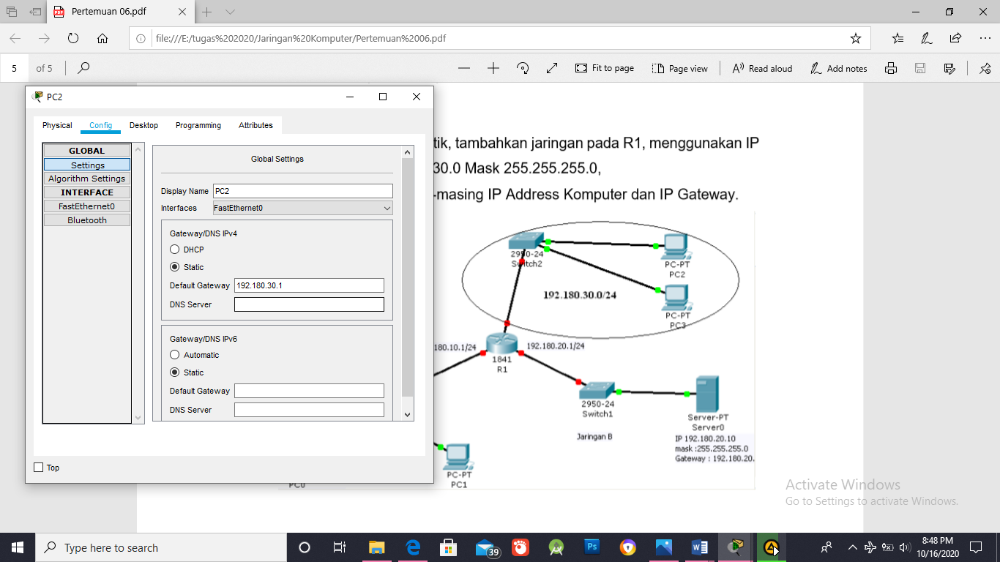 Pertemuan 06.pdf
file:///E:/tugas%202020/Jaringan%20Komputer/Pertemuan%2006.pdf
5 of 5
Fit to page
Page view
Read aloud
Add notes
PC2
Physical Config Desktop Programming Attributes
GLOBAL
Settings
Algorithm Settings
INTERFACE
FastEthernet0
Bluetooth
Global Settings
Display Name PC2
Interfaces FastEthernet0
Gateway/DNS IPv4
DHCP
Static
Default Gateway 192.180.30.1
DNS Server
Gateway/DNS IPv6
Automatic
Static
Default Gateway
DNS Server
Top
tik, tambahkan jaringan pada R1, menggunakan IP
30.0 Mask 255.255.255.0,
-masing IP Address Komputer dan IP Gateway.
2950-24
Switch2
PC-PT
PC2
192.180.30.0/24
PC-PT
PC3
180.10.1/24
192.180.20.1/24
1841
R1
2950-24
Switch1
Jaringan B
Server-PT
Server0
IP 192.180.20.10
mask :255.255.255.0
Gateway : 192.180.20.
PC-PT
PC1
PC0
Activate Windows
Go to Settings to activate Windows.
Type here to search
39
Ps
8:48 PM
10/16/2020